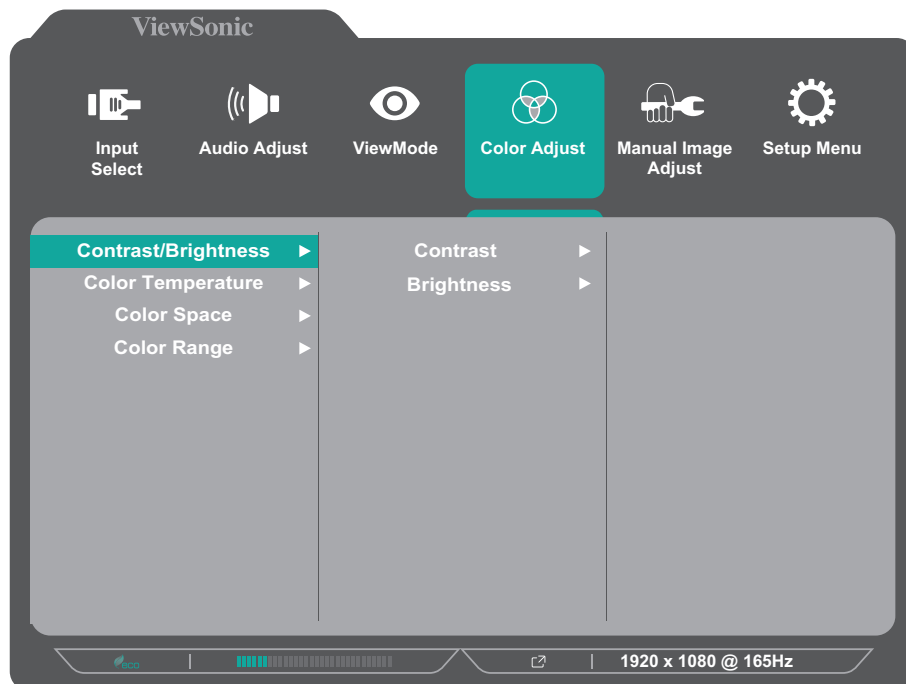 ViewSonic
Input
Select
Audio Adjust
ViewMode
Color Adjust
Manual Image
Adjust
Setup Menu
Contrast/Brightness
Color Temperature
Color Space
Color Range
Contrast
Brightness
eco
1920 x 1080 @ 165Hz